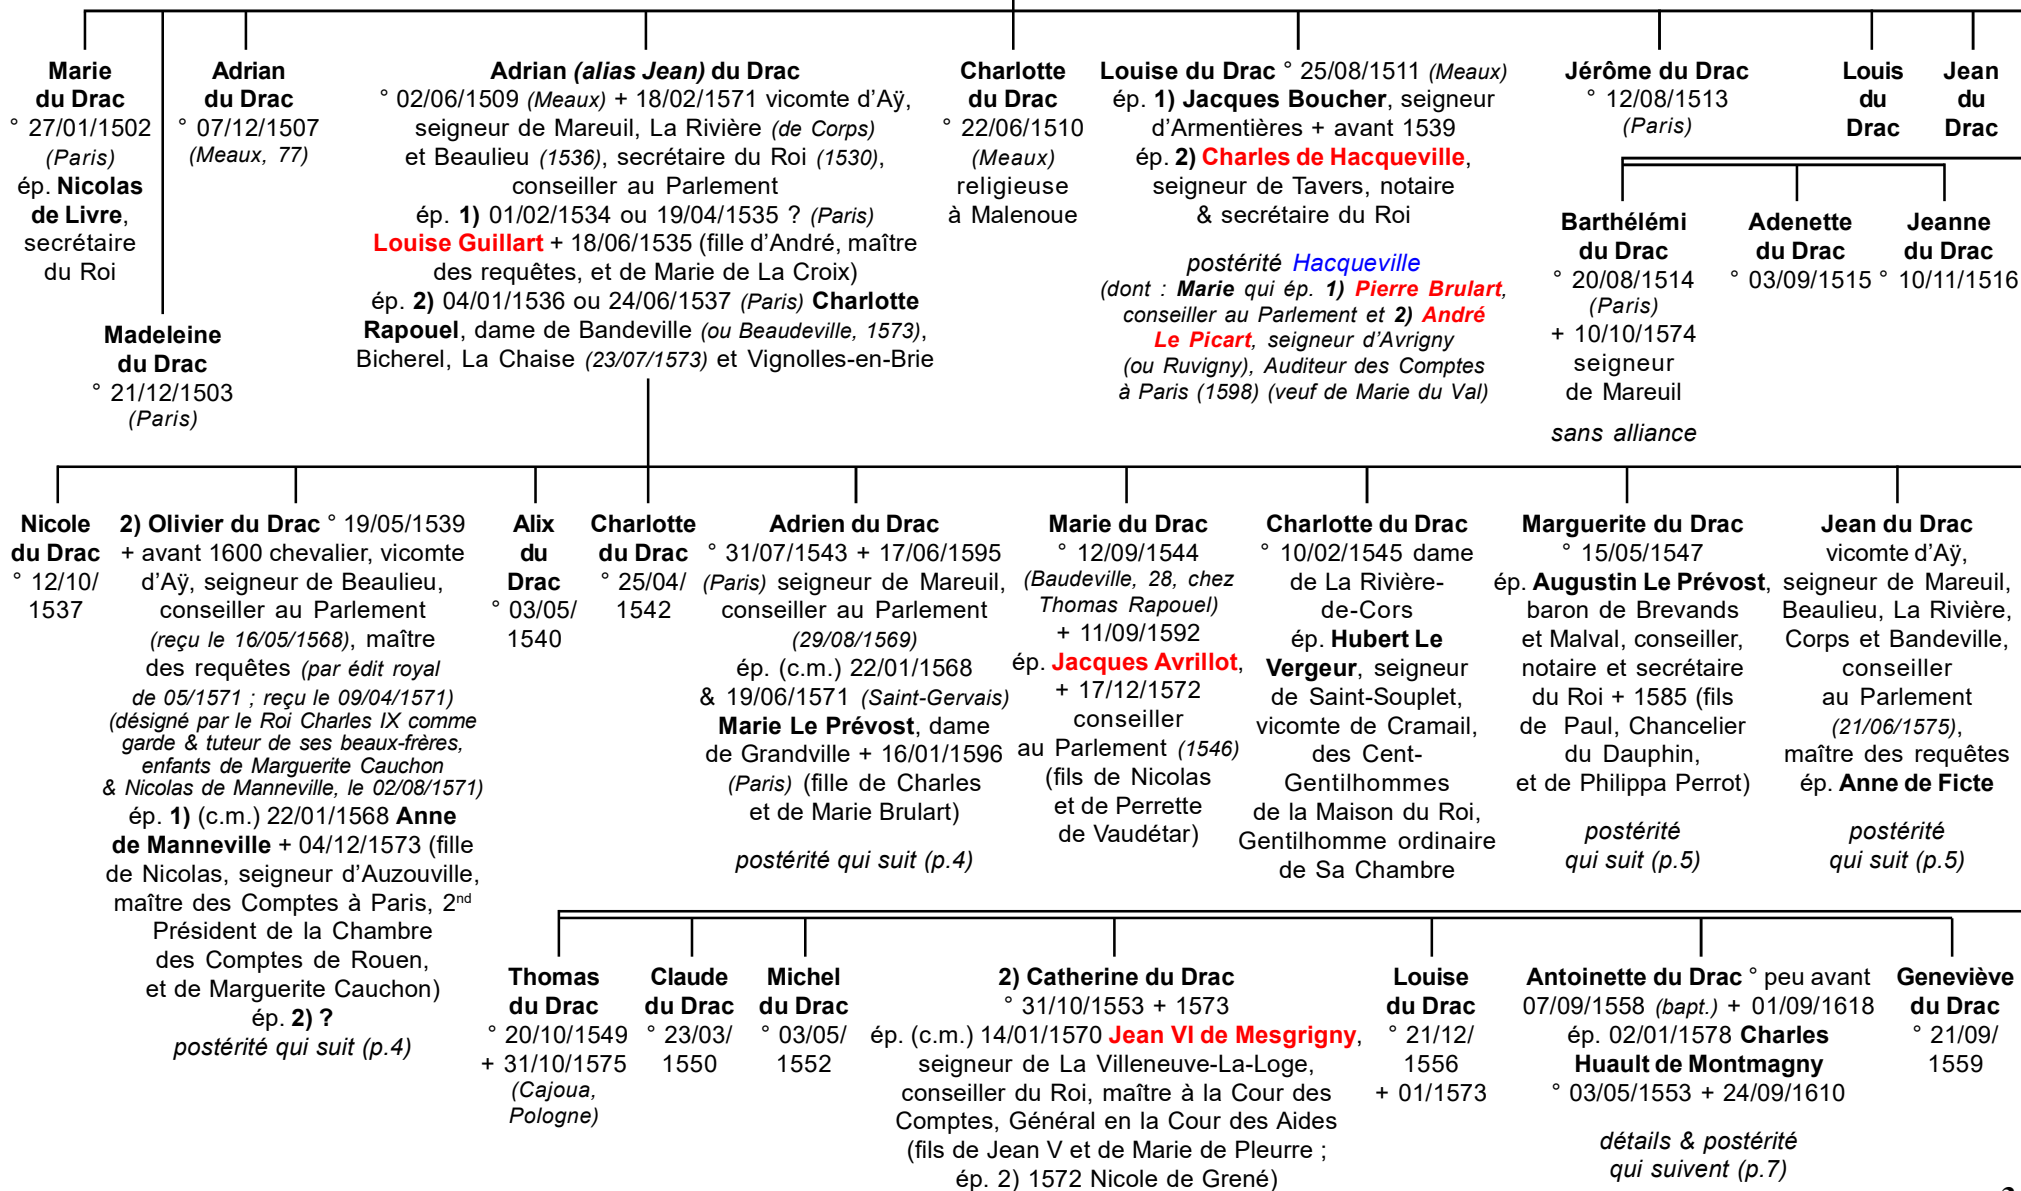 Marie
du Drac
° 27/01/1502
(Paris)
ép. Nicolas
de Livre,
secrétaire
du Roi
Madeleine
du Drac
° 21/12/1503
(Paris)
Adrian
du Drac
° 07/12/1507
(Meaux, 77)
Adrian (alias Jean) du Drac
° 02/06/1509 (Meaux) + 18/02/1571 vicomte d'Aÿ,
seigneur de Mareuil, La Rivière (de Corps)
et Beaulieu (1536), secrétaire du Roi (1530),
conseiller au Parlement
ép. 1) 01/02/1534 ou 19/04/1535 ? (Paris)
Louise Guillart + 18/06/1535 (fille d'André, maître
des requêtes, et de Marie de La Croix)
ép. 2) 04/01/1536 ou 24/06/1537 (Paris) Charlotte
Rapouel, dame de Bandeville (ou Beaudeville, 1573),
Bicherel, La Chaise (23/07/1573) et Vignolles-en-Brie
Charlotte
du Drac
° 22/06/1510
(Meaux)
religieuse
à Malenoue
Louise du Drac ° 25/08/1511 (Meaux)
ép. 1) Jacques Boucher, seigneur
d'Armentières + avant 1539
ép. 2) Charles de Hacqueville,
seigneur de Tavers, notaire
& secrétaire du Roi
postérité Hacqueville
(dont : Marie qui ép. 1) Pierre Brulart,
conseiller au Parlement et 2) André
Le Picart, seigneur d'Avrigny
(ou Ruvigny), Auditeur des Comptes
à Paris (1598) (veuf de Marie du Val)
Jérôme du Drac
° 12/08/1513
(Paris)
Louis
du
Drac
Jean
du
Drac
Barthélémi
du Drac
° 20/08/1514
(Paris)
+ 10/10/1574
seigneur
de Mareuil
sans alliance
Adenette
du Drac
° 03/09/1515
Jeanne
du Drac
° 10/11/1516
Nicole
du Drac
° 12/10/
1537
2) Olivier du Drac ° 19/05/1539
+ avant 1600 chevalier, vicomte
d'Aÿ, seigneur de Beaulieu,
conseiller au Parlement
(reçu le 16/05/1568), maître
des requêtes (par édit royal
de 05/1571 ; reçu le 09/04/1571)
(désigné par le Roi Charles IX comme
garde & tuteur de ses beaux-frères,
enfants de Marguerite Cauchon
& Nicolas de Manneville, le 02/08/1571)
ép. 1) (c.m.) 22/01/1568 Anne
de Manneville + 04/12/1573 (fille
de Nicolas, seigneur d'Auzouville,
maître des Comptes à Paris, 2nd
Président de la Chambre
des Comptes de Rouen,
et de Marguerite Cauchon)
ép. 2) ?
postérité qui suit (p.4)
Alix
du
Drac
° 03/05/
1540
Charlotte
du Drac
° 25/04/
1542
Adrien du Drac
° 31/07/1543 + 17/06/1595
(Paris) seigneur de Mareuil,
conseiller au Parlement
(29/08/1569)
ép. (c.m.) 22/01/1568
& 19/06/1571 (Saint-Gervais)
Marie Le Prévost, dame
de Grandville + 16/01/1596
(Paris) (fille de Charles
et de Marie Brulart)
postérité qui suit (p.4)
Marie du Drac
° 12/09/1544
(Baudeville, 28, chez
Thomas Rapouel)
+ 11/09/1592
ép. Jacques Avrillot,
+ 17/12/1572
conseiller
au Parlement (1546)
(fils de Nicolas
et de Perrette
de Vaudétar)
Charlotte du Drac
° 10/02/1545 dame
de La Rivière-
de-Cors
ép. Hubert Le
Vergeur, seigneur
de Saint-Souplet,
vicomte de Cramail,
des Cent-
Gentilhommes
de la Maison du Roi,
Gentilhomme ordinaire
de Sa Chambre
Marguerite du Drac
° 15/05/1547
ép. Augustin Le Prévost,
baron de Brevands
et Malval, conseiller,
notaire et secrétaire
du Roi + 1585 (fils
de Paul, Chancelier
du Dauphin,
et de Philippa Perrot)
postérité
qui suit (p.5)
Jean du Drac
vicomte d'Aÿ,
seigneur de Mareuil,
Beaulieu, La Rivière,
Corps et Bandeville,
conseiller
au Parlement
(21/06/1575),
maître des requêtes
ép. Anne de Ficte
postérité
qui suit (p.5)
Thomas
du Drac
° 20/10/1549
+ 31/10/1575
(Cajoua,
Pologne)
Claude
du Drac
° 23/03/
1550
Michel
du Drac
° 03/05/
1552
2) Catherine du Drac
° 31/10/1553 + 1573
ép. (c.m.) 14/01/1570 Jean VI de Mesgrigny,
seigneur de La Villeneuve-La-Loge,
conseiller du Roi, maître à la Cour des
Comptes, Général en la Cour des Aides
(fils de Jean V et de Marie de Pleurre ;
ép. 2) 1572 Nicole de Grené)
Louise
du Drac
° 21/12/
1556
+ 01/1573
Antoinette du Drac ° peu avant
07/09/1558 (bapt.) + 01/09/1618
ép. 02/01/1578 Charles
Huault de Montmagny
° 03/05/1553 + 24/09/1610
détails & postérité
qui suivent (p.7)
Geneviève
du Drac
° 21/09/
1559